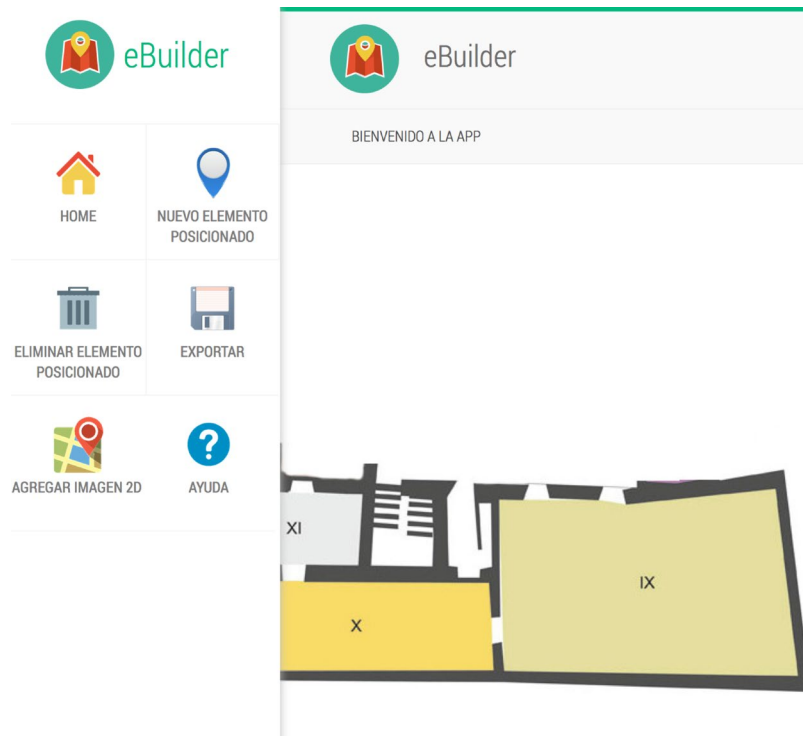 eBuilder
HOME
NUEVO ELEMENTO
POSICIONADO
ELIMINAR ELEMENTO
POSICIONADO
EXPORTAR
AGREGAR IMAGEN 2D
AYUDA
eBuilder
BIENVENIDO A LA APP
XI
X
IX